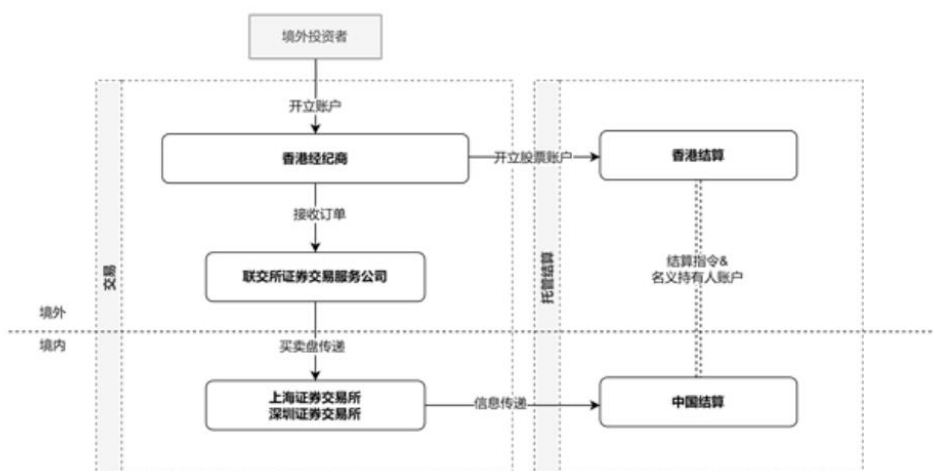 境外投资者
开立账户
香港经纪商
开立股票账户
香港结算
接收订单
交易
联交所证券交易服务公司
托管结算
结算指令&
名义持有人账户
境外
境内
买卖盘传递
上海证券交易所
深圳证券交易所
信息传递
中国结算